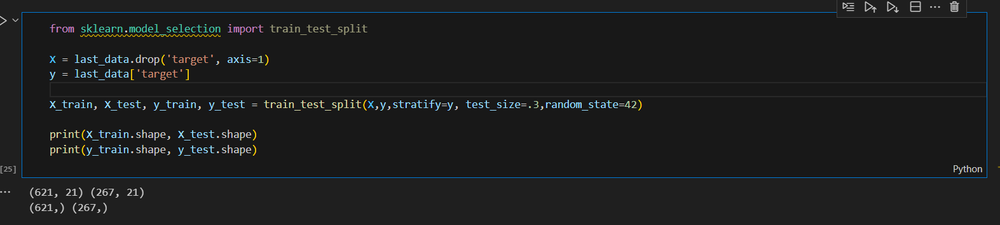 from sklearn.model_selection import train_test_split
X = last_data.drop('target', axis=1)
y = last_data['target']
X_train, X_test, y_train, y_test = train_test_split(X,y,stratify=y, test_size=.3,random_state=42)
print(X_train.shape, X_test.shape)
print(y_train.shape, y_test.shape)
[25]
Python
(621, 21) (267, 21)
(621,) (267,)